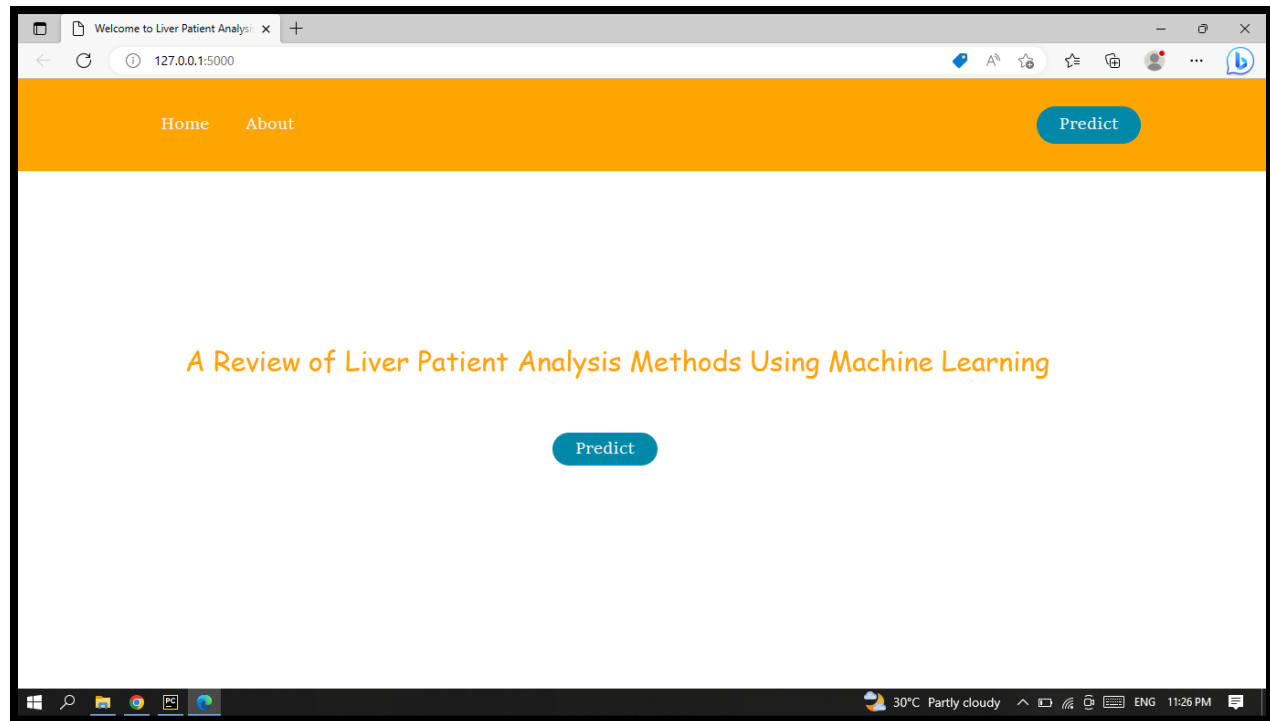 Welcome to Liver Patient Analysi
127.0.0.1:5000
Home About Predict
A Review of Liver Patient Analysis Methods Using Machine Learning
Predict
30°C Partly cloudy ENG 11:26 PM